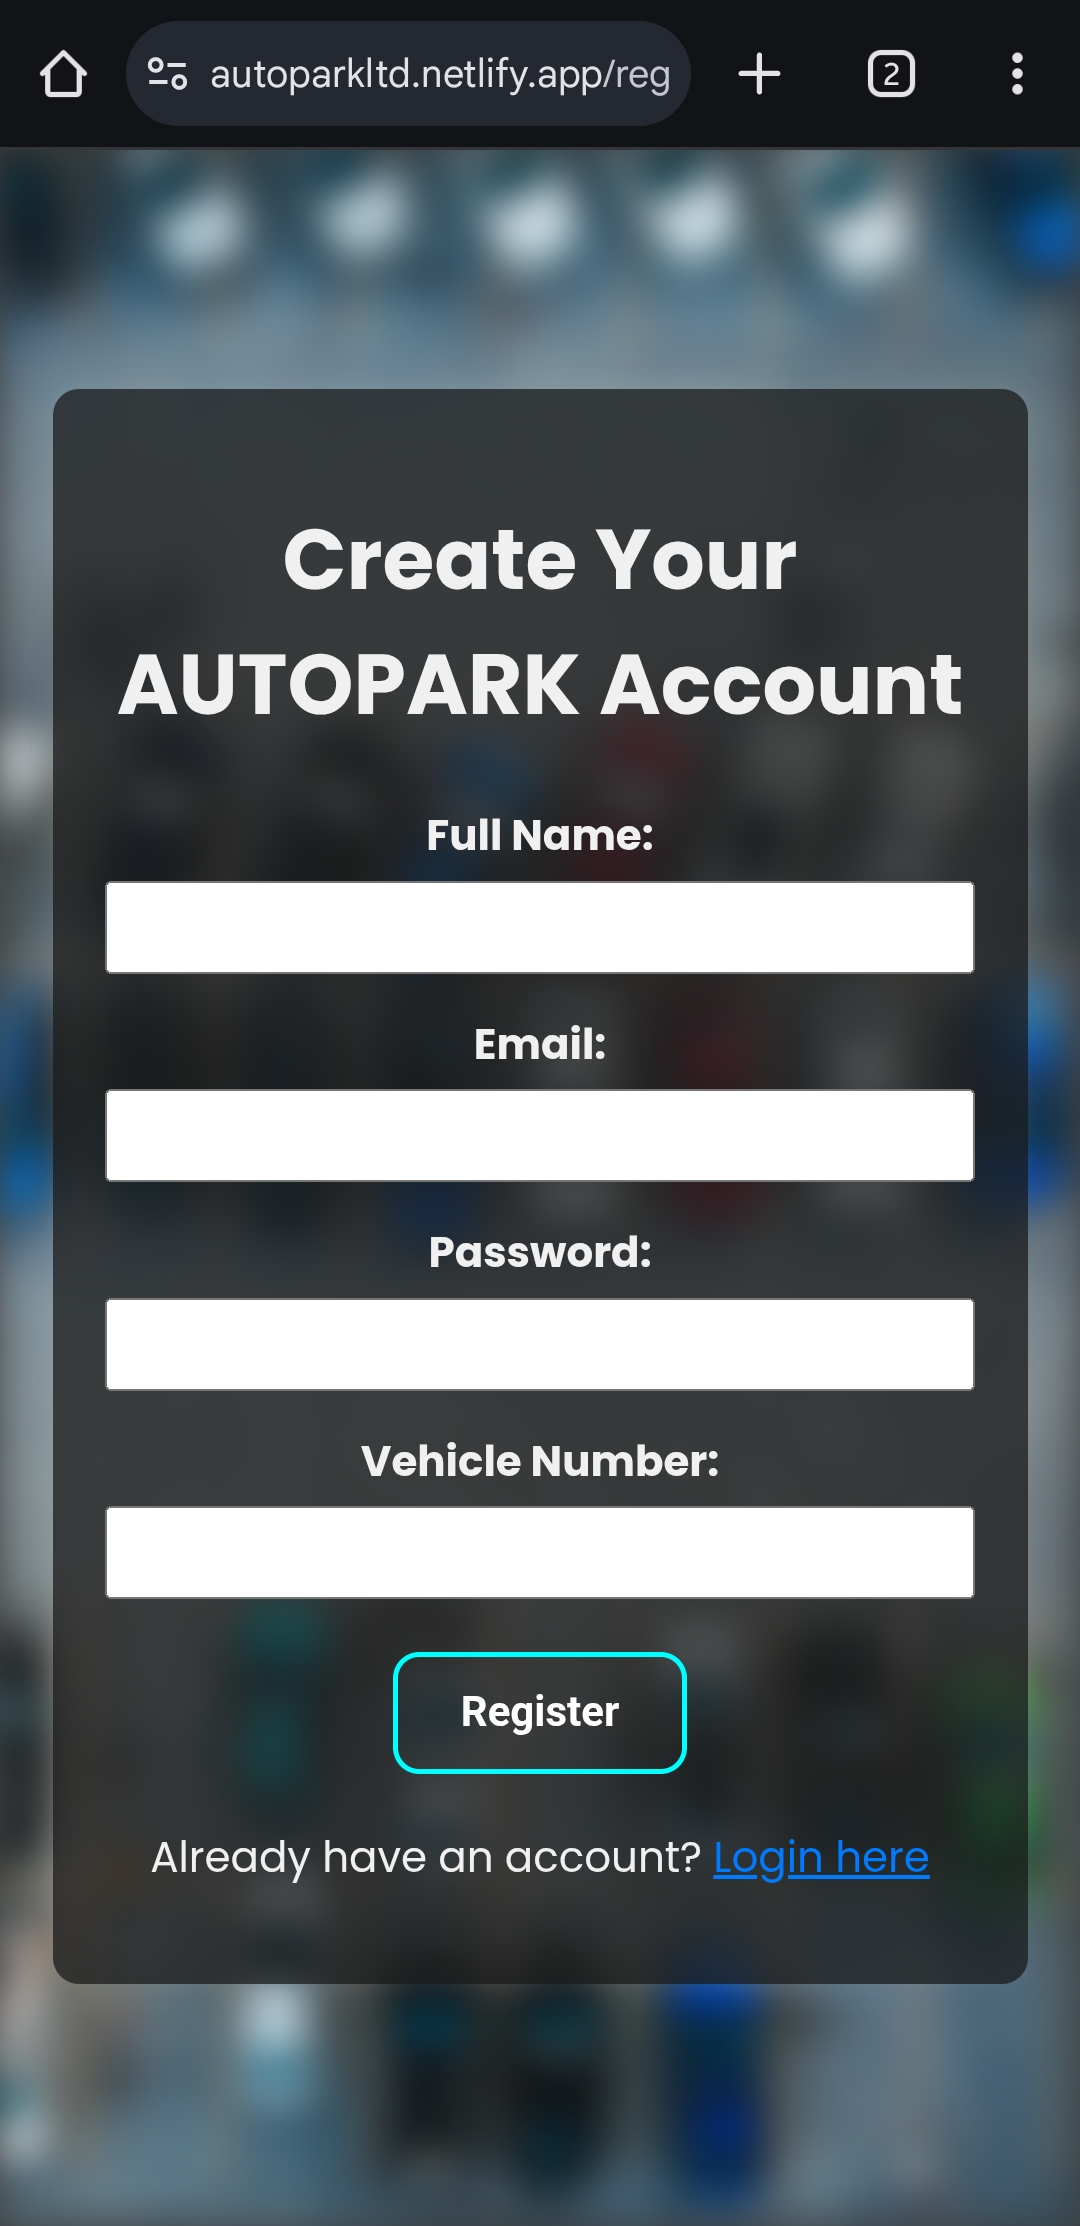 autoparkltd.netlify.app/reg
2
Create Your
AUTOPARK Account
Full Name:
Email:
Password:
Vehicle Number:
Register
Already have an account? Login here